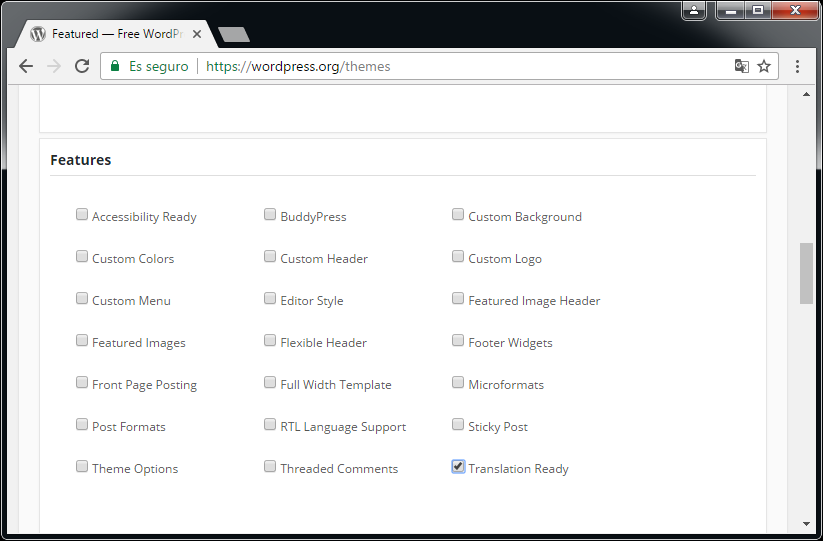 Featured — Free WordPr
Es seguro https://wordpress.org/themes
Features
Accessibility Ready BuddyPress Custom Background
Custom Colors Custom Header Custom Logo
Custom Menu Editor Style Featured Image Header
Featured Images Flexible Header Footer Widgets
Front Page Posting Full Width Template Microformats
Post Formats RTL Language Support Sticky Post
Theme Options Threaded Comments Translation Ready